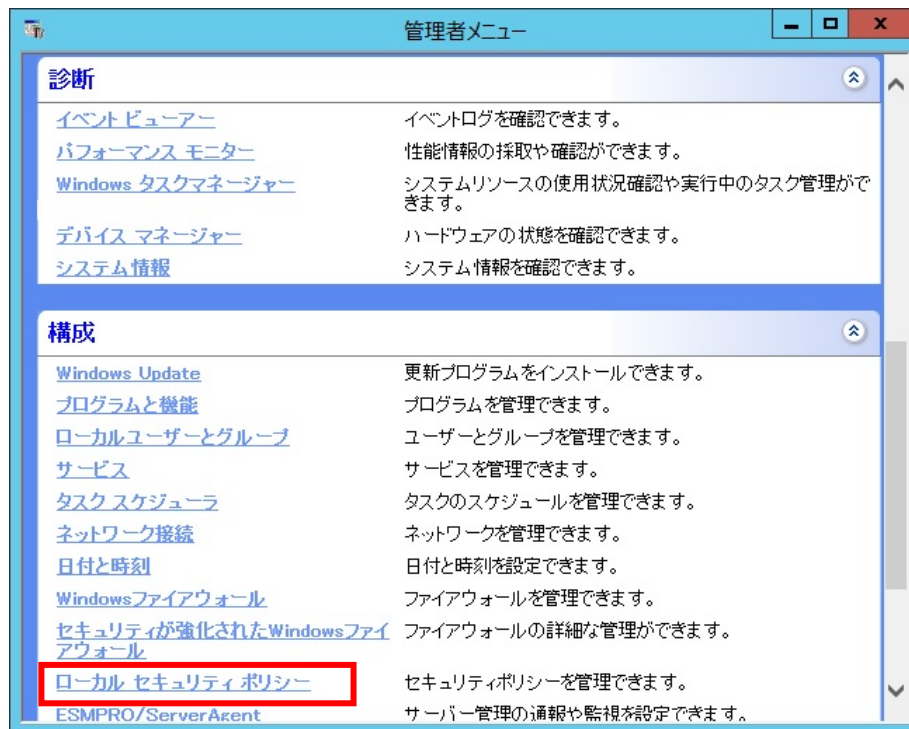 管理者メニュー
診断
イベント ビューアー イベントログを確認できます。
パフォーマンス モニター 性能情報の採取や確認ができます。
Windows タスクマネージャー システムリソースの使用状況確認や実行中のタスク管理がで
きます。
デバイス マネージャー ハードウェアの状態を確認できます。
システム情報 システム情報を確認できます。
構成
Windows Update 更新プログラムをインストールできます。
プログラムと機能 プログラムを管理できます。
ローカルユーザーとグループ ユーザーとグループを管理できます。
サービス サービスを管理できます。
タスク スケジューラ タスクのスケジュールを管理できます。
ネットワーク接続 ネットワークを管理できます。
日付と時刻 日付と時刻を設定できます。
Windowsファイアウォール ファイアウォールを管理できます。
セキュリティが強化されたWindowsファイ ファイアウォールの詳細な管理ができます。
アウォール
ローカル セキュリティ ポリシー セキュリティポリシーを管理できます。
ESMPRO/ServerAgent サーバー管理の通報や監視を設定できます。